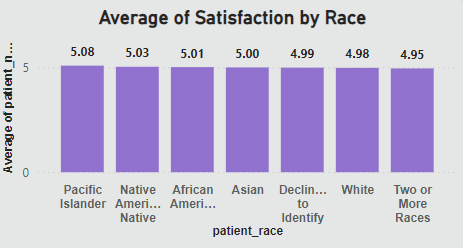 Average of Satisfaction by Race
Average of patient_n...
5.08 5.03 5.01 5.00 4.99 4.98 4.95
5
0
Pacific Native African Asian Declin... White Two or
Islander Ameri... Ameri... to More
Native Identify Races
patient_race